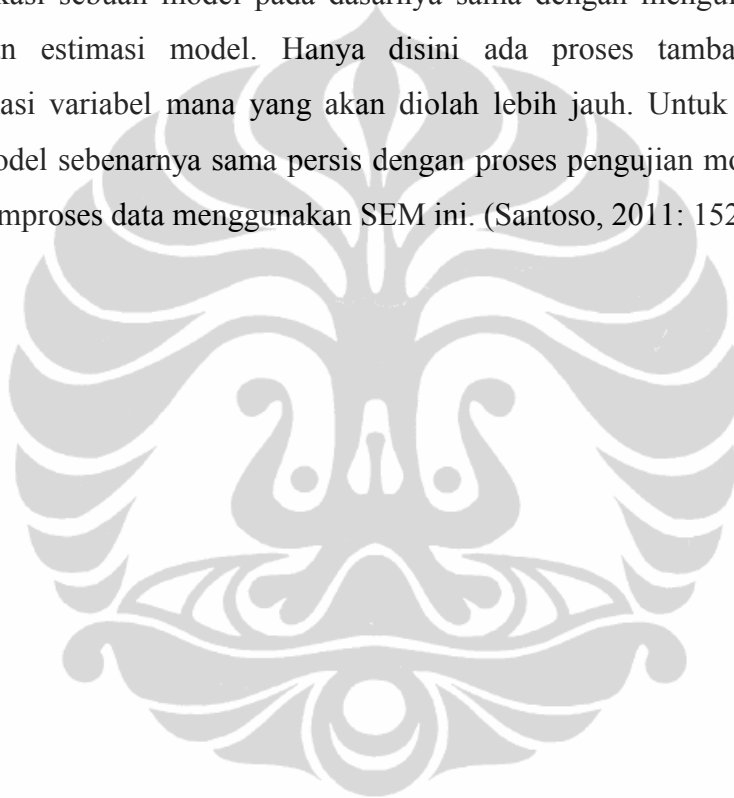 kasi sebuah model pada dasarnya sama dengan mengu
n estimasi model. Hanya disini ada proses tamba
asi variabel mana yang akan diolah lebih jauh. Untuk
odel sebenarnya sama persis dengan proses pengujian mo
mproses data menggunakan SEM ini. (Santoso, 2011: 152